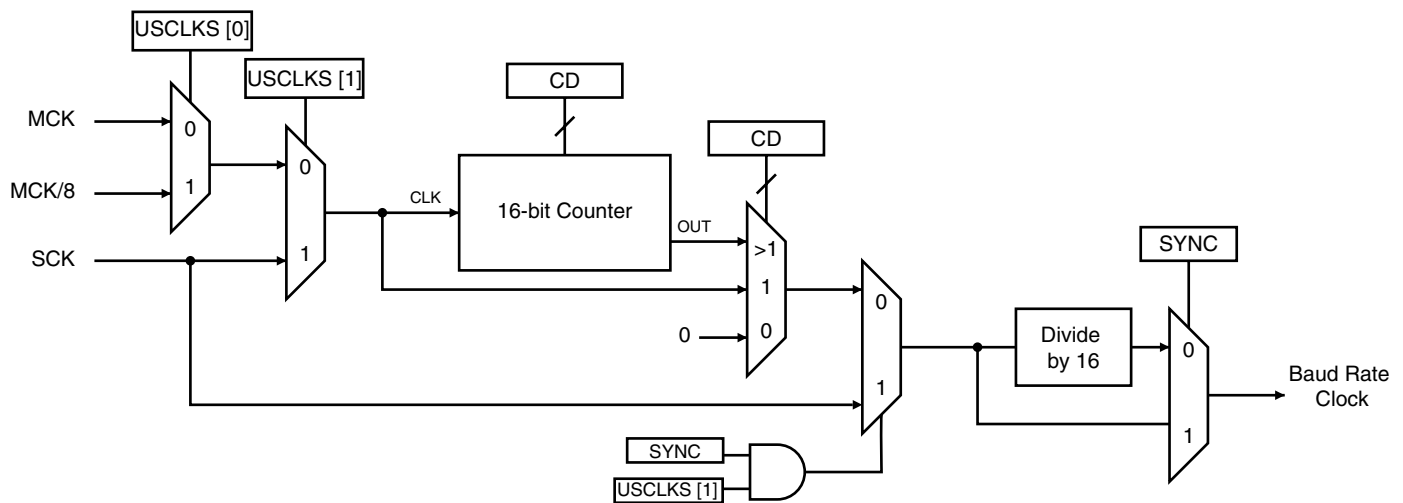 USCLKS [0]
USCLKS [1]
CD
CD
MCK
0
MCK/8
1
0
CLK
16-bit Counter
OUT
SCK
1
>1
1
0
0
SYNC
0
Divide
by 16
0
1
1
Baud Rate
Clock
SYNC
USCLKS [1]